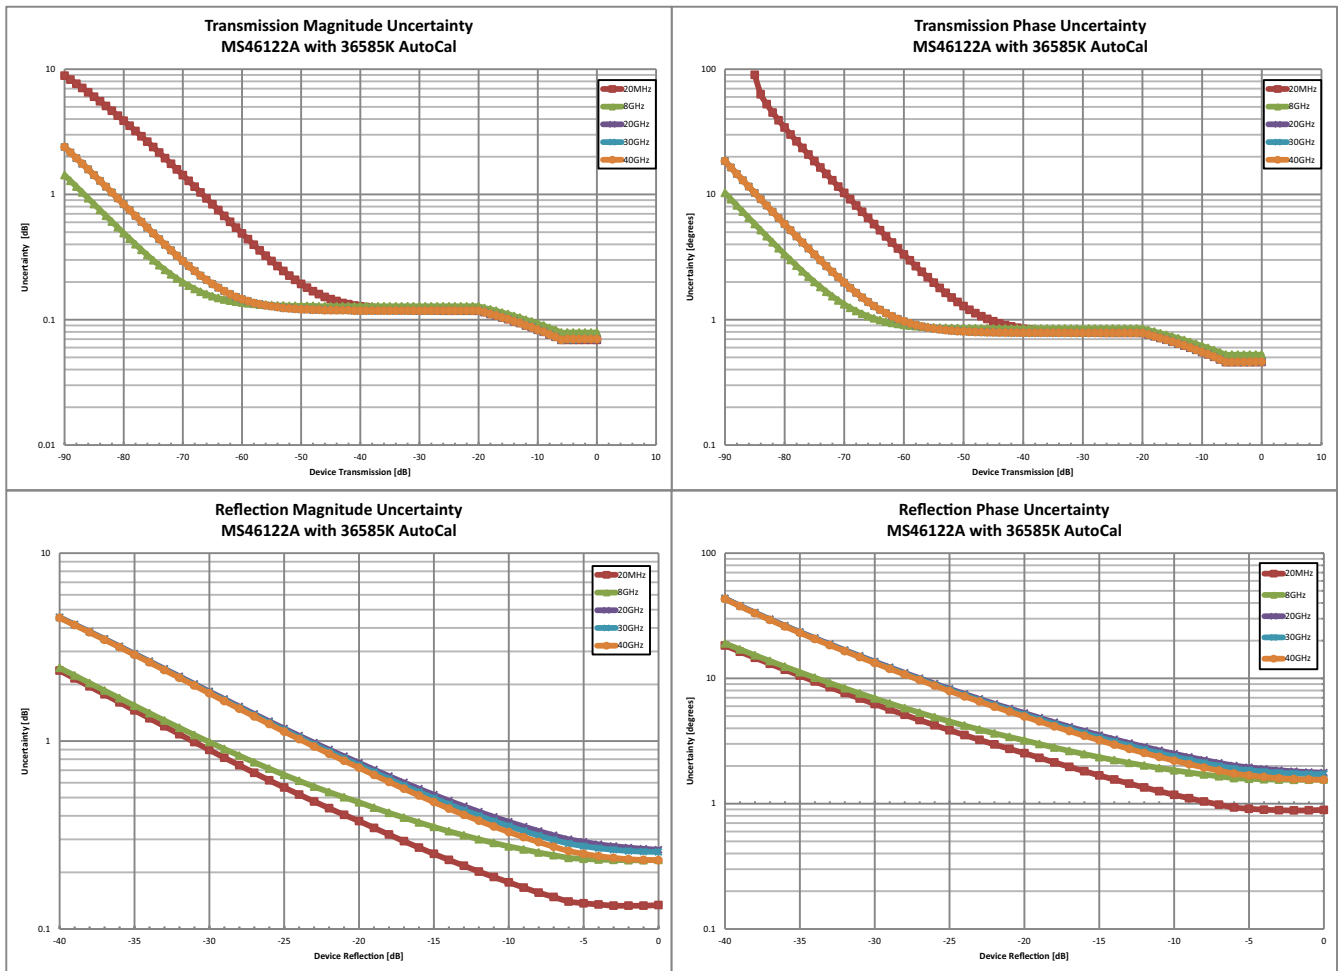 Transmission Magnitude Uncertainty
MS46122A with 36585K AutoCal
10
1
0.1
0.01
Uncertainty [dB]
-90 -80 -70 -60 -50 -40 -30 -20 -10 0 10
Device Transmission [dB]
20MHz
8GHz
20GHz
30GHz
40GHz
Transmission Phase Uncertainty
MS46122A with 36585K AutoCal
100
10
1
0.1
Uncertainty [degrees]
-90 -80 -70 -60 -50 -40 -30 -20 -10 0 10
Device Transmission [dB]
20MHz
8GHz
20GHz
30GHz
40GHz
Reflection Magnitude Uncertainty
MS46122A with 36585K AutoCal
10
1
0.1
Uncertainty [dB]
-40 -35 -30 -25 -20 -15 -10 -5 0
Device Reflection [dB]
20MHz
8GHz
20GHz
30GHz
40GHz
Reflection Phase Uncertainty
MS46122A with 36585K AutoCal
100
10
1
0.1
Uncertainty [degrees]
-40 -35 -30 -25 -20 -15 -10 -5 0
Device Reflection [dB]
20MHz
8GHz
20GHz
30GHz
40GHz